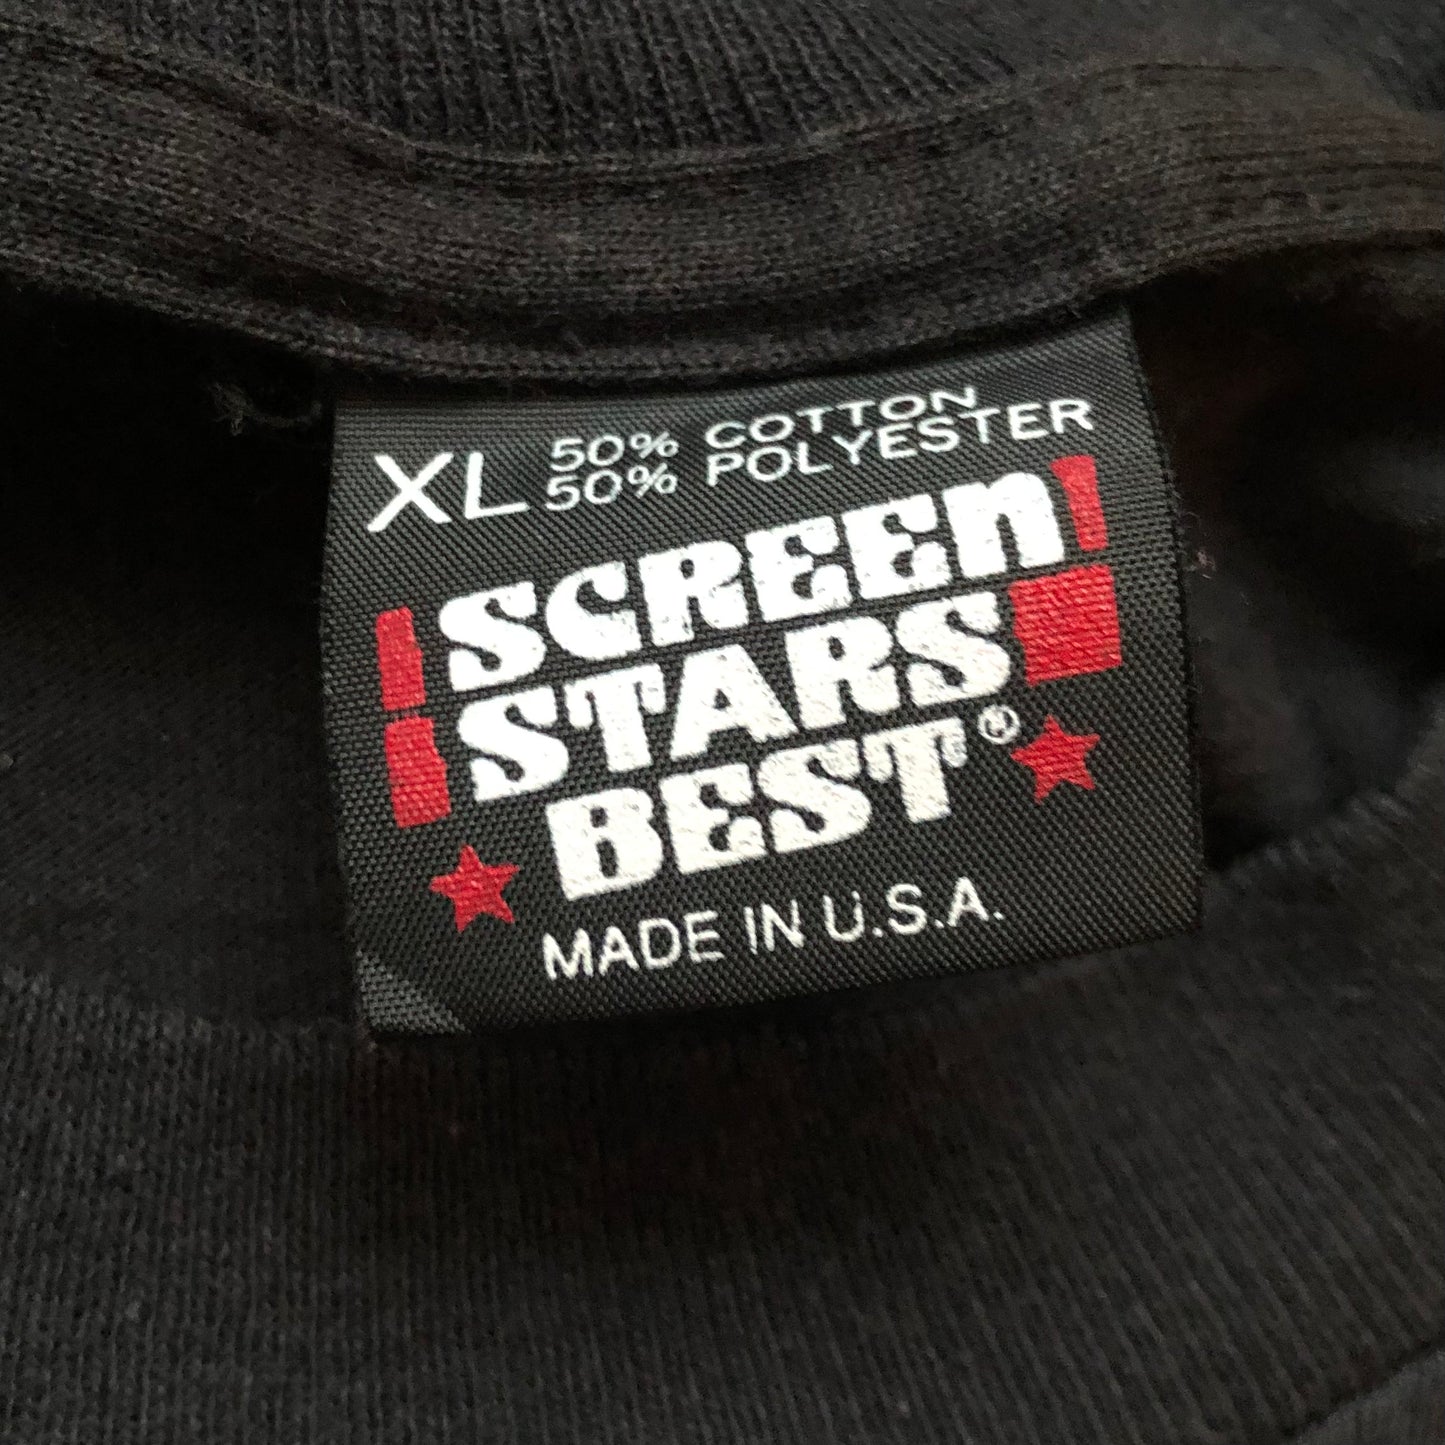 XL 50% COTTON
50% POLYESTER
SCREEN
STARS
BEST®
MADE IN U.S.A.